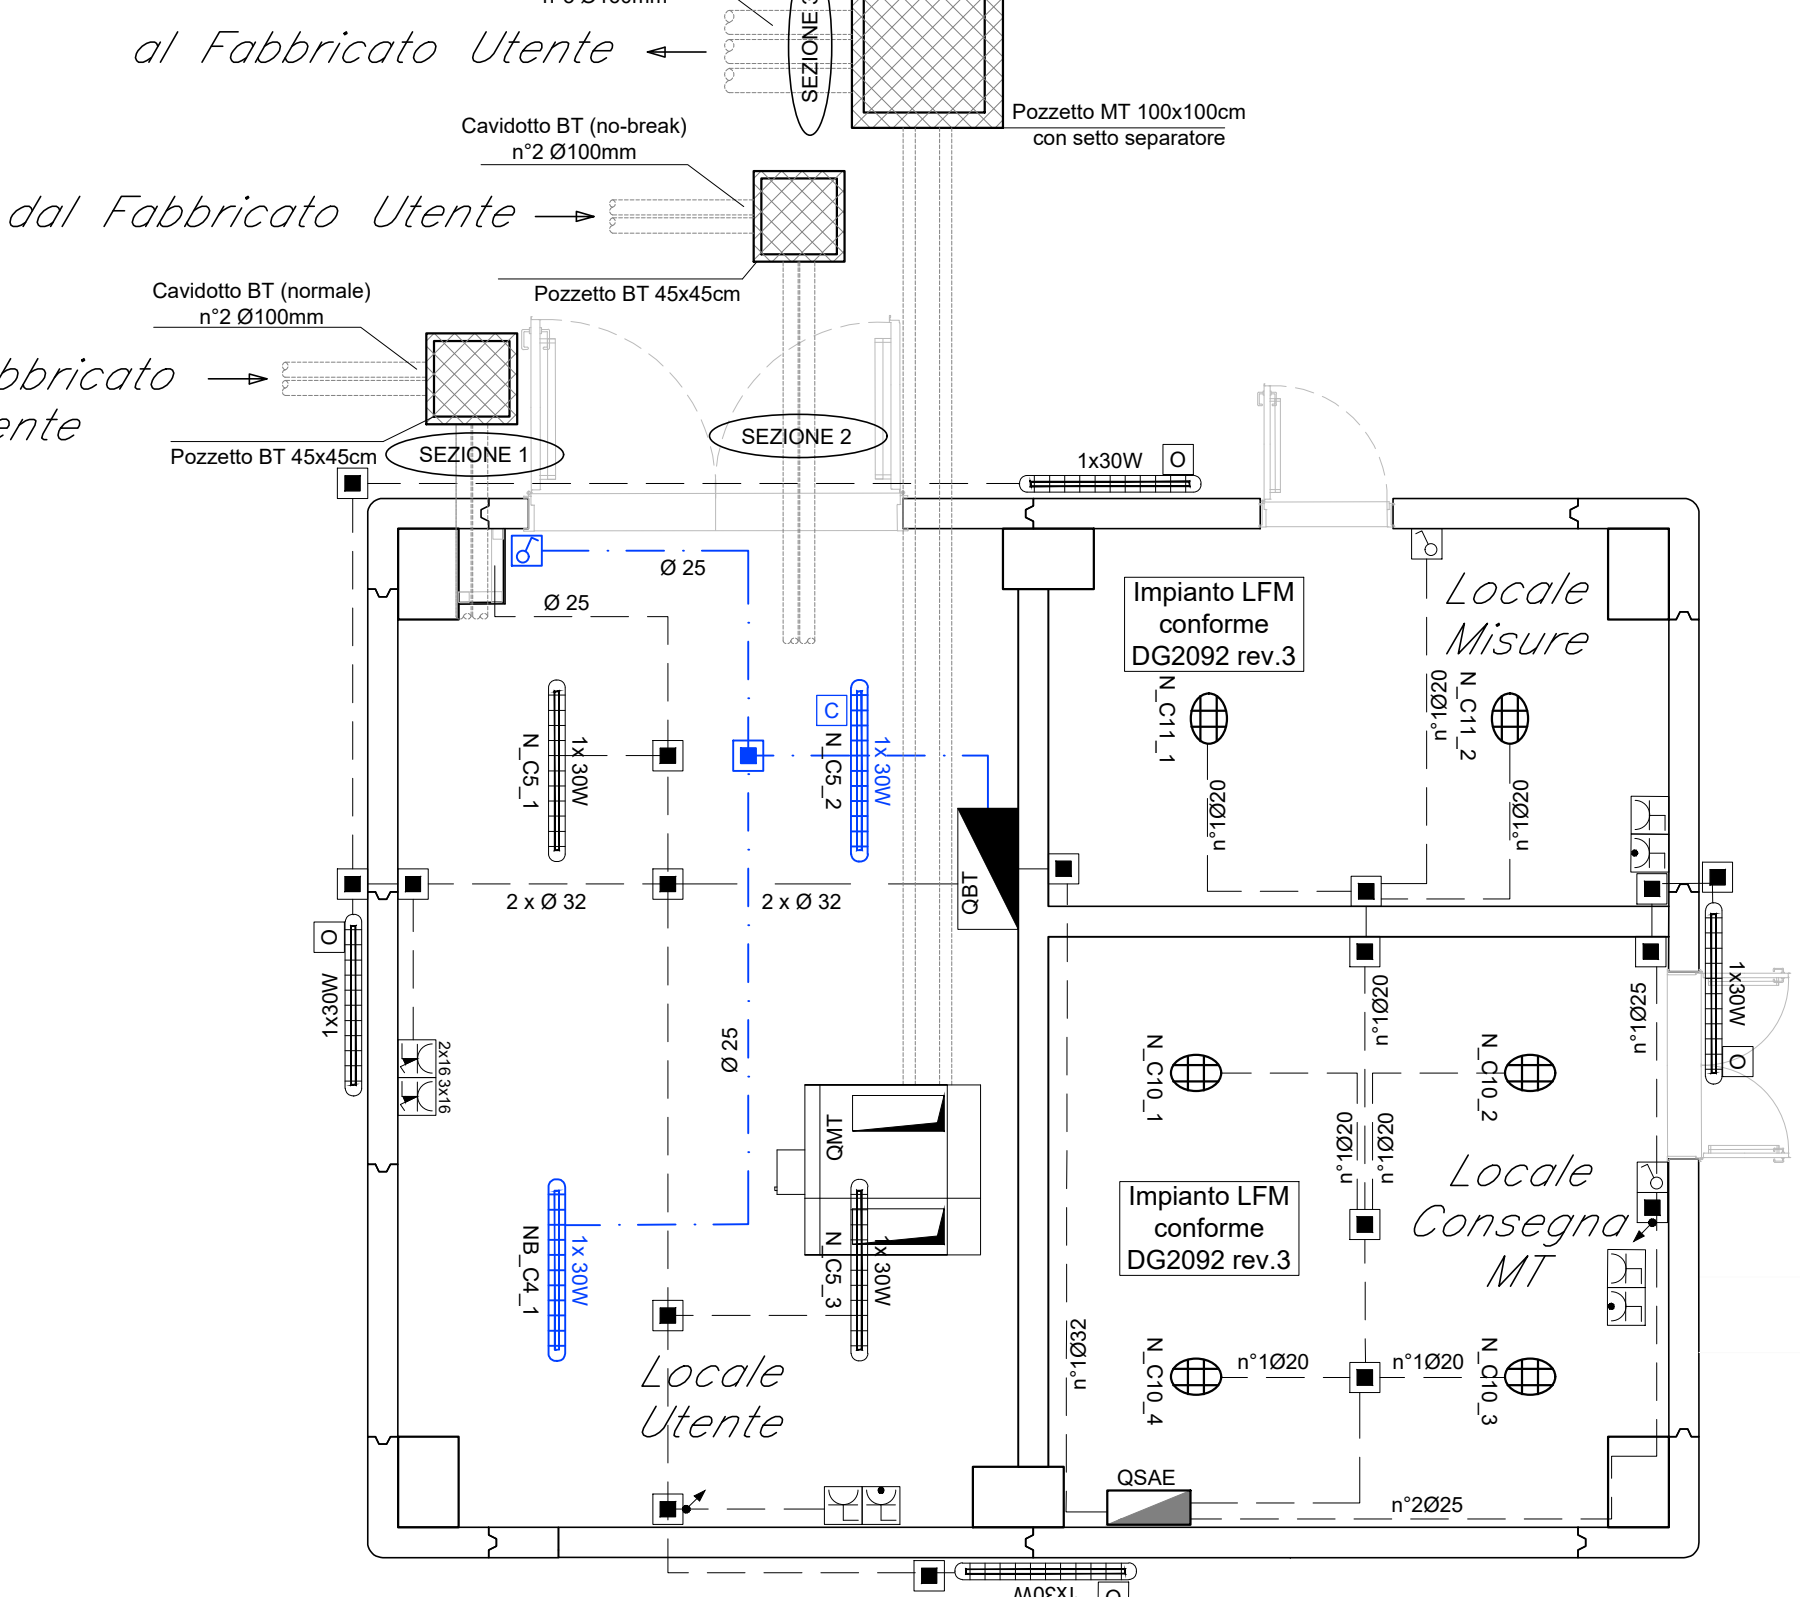 al Fabbricato Utente
SEZIONE 3
Pozzetto MT 100x100cm
con setto separatore
Cavidotto BT (no-break)
n°2 Ø100mm
dal Fabbricato Utente
Pozzetto BT 45x45cm
Cavidotto BT (normale)
n°2 Ø100mm
bbricato
ente
Pozzetto BT 45x45cm
SEZIONE 1
SEZIONE 2
1x30W
O
Ø 25
Ø 25
Impianto LFM
conforme
DG2092 rev.3
Locale
Misure
N_C11_1
n°1Ø20
N_C11_2
n°1Ø20
n°1Ø20
C
N_C5_1
1x 30W
N_C5_2
1x 30W
QBT
2 x Ø 32
2 x Ø 32
O
1x30W
2x16
3x16
Ø 25
QMT
N_C10_1
n°1Ø20
N_C10_2
n°1Ø25
1x30W
O
n°1Ø20
n°1Ø20
Locale
Consegna
MT
Impianto LFM
conforme
DG2092 rev.3
NB_C4_1
1x 30W
N_C5_3
1x 30W
n°1Ø32
N_C10_4
n°1Ø20
n°1Ø20
N_C10_3
Locale
Utente
QSAE
n°2Ø25
1x30W
O